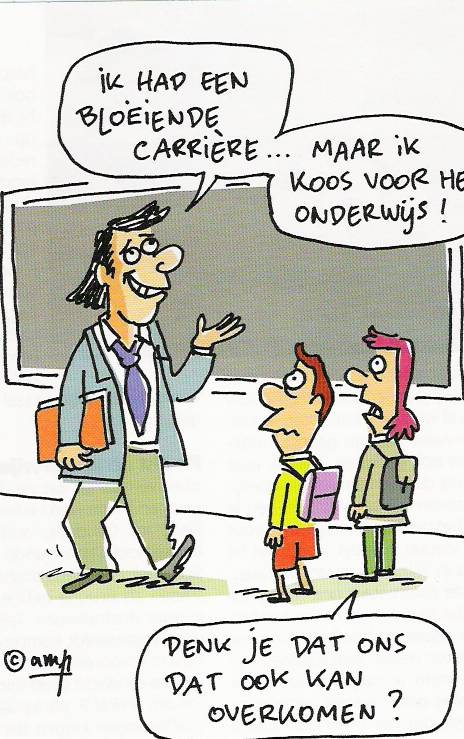 IK HAD EEN
BLOEIENDE
CARRIÈRE...
MAAR IK
KOOS VOOR HE
ONDERWIJS !
DENK JE DAT ONS
DAT OOK KAN
OVERKOMEN ?
© amp